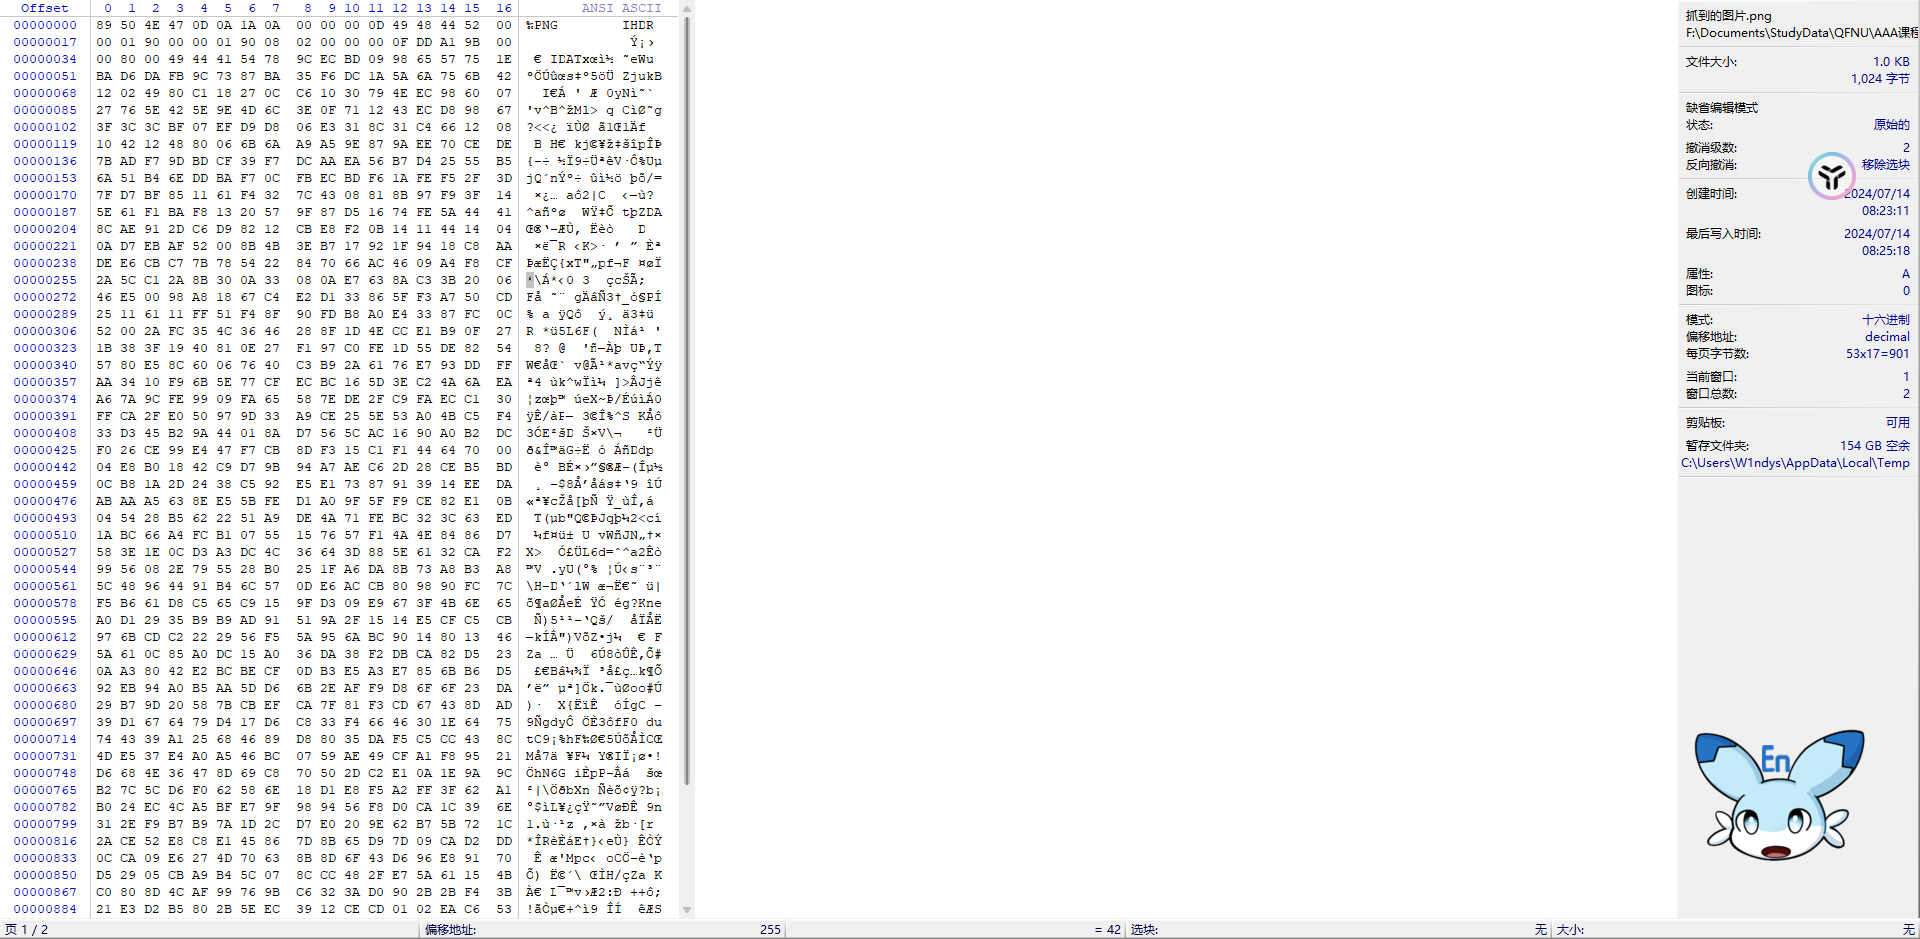 Offset 0 1 2 3 4 5 6 7 8 9 10 11 12 13 14 15 16 ANSI ASCII
00000000 89 50 4E 47 0D 0A 1A 0A 00 00 00 0D 49 48 44 52 00 ‰PNG IHDR
00000017 00 01 90 00 00 01 90 08 02 00 00 00 0F DD A1 9B 00 Ý¡›
00000034 00 80 00 49 44 41 54 78 9C EC BD 09 98 65 57 75 1E € IDATxœì½ ˜eWu
00000051 BA D6 DA FB 9C 73 87 BA 35 F6 DC 1A 5A 6A 75 6B 42 ºÖÚûœs‡º5öÜ ZjukB
00000068 12 02 49 80 C1 18 27 0C C6 10 30 79 4E EC 98 60 07 I€Á ' Æ 0yNì˜`
00000085 27 76 5E 42 5E 9E 4D 6C 3E 0F 71 12 43 EC D8 98 67 'v^B^žMl> q CìØ˜g
00000102 3F 3C 3C BF 07 EF D9 D8 06 E3 31 8C 31 C4 66 12 08 ?<<¿ ïÙØ ã1Œ1Äf
00000119 10 42 12 48 80 06 6B 6A A9 A5 9E 87 9A EE 70 CE DE B H€ kj©¥ž‡šîpÎÞ
00000136 7B AD F7 9D BD CF 39 F7 DC AA EA 56 B7 D4 25 55 B5
00000153 6A 51 B4 6E DD BA F7 0C FB EC BD F6 1A FE F5 2F 3D
00000170 7F D7 BF 85 11 61 F4 32 7C 43 08 81 8B 97 F9 3F 14
00000187 5E 61 F1 BA F8 13 20 57 9F 87 D5 16 74 FE 5A 44 41 ^añºø WŸ‡Õ tþZDA
00000204 8C AE 91 2D C6 D9 82 12 CB E8 F2 0B 14 11 44 14 04
00000221 0A D7 EB AF 52 00 8B 4B 3E B7 17 92 1F 94 18 C8 AA
00000238 DE E6 CB C7 7B 78 54 22 84 70 66 AC 46 09 A4 F8 CF ÞæËÇ{xT"„pf¬F ¤øÏ
00000255 2A 5C C1 2A 8B 30 0A 33 08 0A E7 63 8A C3 3B 20 06 *\Á*‹0 3 çcŠÃ;
00000272 46 E5 00 98 A8 18 67 C4 E2 D1 33 86 5F F3 A7 50 CD Få ˜¨ gÄâÑ3†_ó§PÍ
00000289 25 11 61 11 FF 51 F4 8F 90 FD B8 A0 E4 33 87 FC 0C % a ÿQô ý¸ ä3‡ü
00000306 52 00 2A FC 35 4C 36 46 28 8F 1D 4E CC E1 B9 0F 27 R *ü5L6F( NÌá¹ '
00000323 1B 38 3F 19 40 81 0E 27 F1 97 C0 FE 1D 55 DE 82 54
00000340 57 80 E5 8C 60 06 76 40 C3 B9 2A 61 76 E7 93 DD FF W€åŒ` v@Ã¹*avç“Ýÿ
00000357 AA 34 10 F9 6B 5E 77 CF EC BC 16 5D 3E C2 4A 6A EA ª4 ùk^wÏì¼ ]>ÂJjê
00000374 A6 7A 9C FE 99 09 FA 65 58 7E DE 2F C9 FA EC C1 30
00000391 FF CA 2F E0 50 97 9D 33 A9 CE 25 5E 53 A0 4B C5 F4
00000408 33 D3 45 B2 9A 44 01 8A D7 56 5C AC 16 90 A0 B2 DC
00000425 F0 26 CE 99 E4 47 F7 CB 8D F3 15 C1 F1 44 64 70 00
00000442 04 E8 B0 18 42 C9 D7 9B 94 A7 AE C6 2D 28 CE B5 BD
00000459 0C B8 1A 2D 24 38 C5 92 E5 E1 73 87 91 39 14 EE DA
00000476 AB AA A5 63 8E E5 5B FE D1 A0 9F 5F F9 CE 82 E1 0B
00000493 04 54 28 B5 62 22 51 A9 DE 4A 71 FE BC 32 3C 63 ED T(µb"Q©ÞJqþ¼2<cí
00000510 1A BC 66 A4 FC B1 07 55 15 76 57 F1 4A 4E 84 86 D7 ¼f¤ü± U vWñJN„†×
00000527 58 3E 1E 0C D3 A3 DC 4C 36 64 3D 88 5E 61 32 CA F2 X> Ó£ÜL6d=ˆ^a2Êò
00000544 99 56 08 2E 79 55 28 B0 25 1F A6 DA 8B 73 A8 B3 A8 ™V .yU(°% ¦Ú‹s¨³¨
00000561 5C 48 96 44 91 B4 6C 57 0D E6 AC CB 80 98 90 FC 7C
00000578 F5 B6 61 D8 C5 65 C9 15 9F D3 09 E9 67 3F 4B 6E 65 õ¶aØÅeÉ ŸÓ ég?Kne
00000595 A0 D1 29 35 B9 B9 AD 91 51 9A 2F 15 14 E5 CF C5 CB
00000612 97 6B CD C2 22 29 56 F5 5A 95 6A BC 90 14 80 13 46 —kÍÂ")VõZ•j¼ € F
00000629 5A 61 0C 85 A0 DC 15 A0 36 DA 38 F2 DB CA 82 D5 23 Za … Ü 6Ú8òÛÊ‚Õ#
00000646 0A A3 80 42 E2 BC BE CF 0D B3 E5 A3 E7 85 6B B6 D5 £€Bâ¼¾Ï ³å£ç…k¶Õ
00000663 92 EB 94 A0 B5 AA 5D D6 6B 2E AF F9 D8 6F 6F 23 DA ’ë” µª]Ök.¯ùØoo#Ú
00000680 29 B7 9D 20 58 7B CB EF CA 7F 81 F3 CD 67 43 8D AD
00000697 39 D1 67 64 79 D4 17 D6 C8 33 F4 66 46 30 1E 64 75 9ÑgdyÔ ÖÈ3ôfF0 du
00000714 74 43 39 A1 25 68 46 89 D8 80 35 DA F5 C5 CC 43 8C tC9¡%hF‰Ø€5ÚõÅÌCŒ
00000731 4D E5 37 E4 A0 A5 46 BC 07 59 AE 49 CF A1 F8 95 21 Må7ä ¥F¼ Y®IÏ¡ø•!
00000748 D6 68 4E 36 47 8D 69 C8 70 50 2D C2 E1 0A 1E 9A 9C ÖhN6G iÈpP-Âá šœ
00000765 B2 7C 5C D6 F0 62 58 6E 18 D1 E8 F5 A2 FF 3F 62 A1 ²|\ÖðbXn Ñèõ¢ÿ?b¡
00000782 B0 24 EC 4C A5 BF E7 9F 98 94 56 F8 D0 CA 1C 39 6E °$ìL¥¿çŸ˜”VøÐÊ 9n
00000799 31 2E F9 B7 B9 7A 1D 2C D7 E0 20 9E 62 B7 5B 72 1C 1.ù·¹z ,×à žb·[r
00000816 2A CE 52 E8 C8 E1 45 86 7D 8B 65 D9 7D 09 CA D2 DD *ÎRèÈáE†}‹eÙ} ÊÒÝ
00000833 0C CA 09 E6 27 4D 70 63 8B 8D 6F 43 D6 96 E8 91 70
00000850 D5 29 05 CB A9 B4 5C 07 8C CC 48 2F E7 5A 61 15 4B Õ) Ë©´\ ŒÌH/çZa K
00000867 C0 80 8D 4C AF 99 76 9B C6 32 3A D0 90 2B 2B F4 3B À€ L¯™v›Æ2:Ð ++ô;
00000884 21 E3 D2 B5 80 2B 5E EC 39 12 CE CD 01 02 EA C6 53 !ãÒµ€+^ì9 ÎÍ êÆS
抓到的图片.png
F:\Documents\StudyData\QFNU\AAA课程
文件大小: 1.0 KB
1,024 字节
缺省编辑模式
状态: 原始的
撤消级数: 2
反向撤消: 移除选块
创建时间: 2024/07/14
08:23:11
最后写入时间: 2024/07/14
08:25:18
属性: A
图标: 0
模式: 十六进制
偏移地址: decimal
每页字节数: 53x17=901
当前窗口: 1
窗口总数: 2
剪贴板: 可用
暂存文件夹: 154 GB 空余
C:\Users\W1ndys\AppData\Local\Temp
En
页 1 / 2 偏移地址: 255 = 42 选块: 无 大小: 无